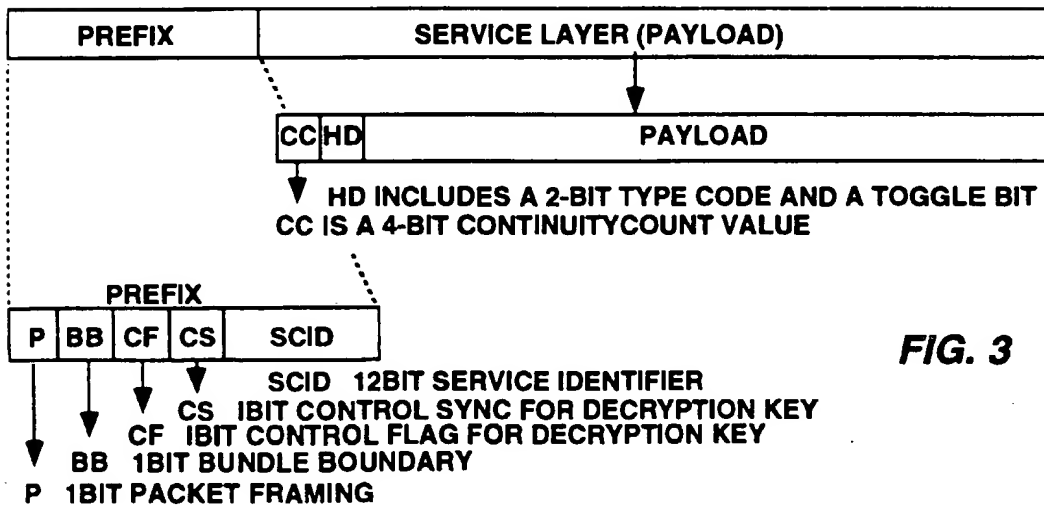 PREFIX SERVICE LAYER (PAYLOAD)
CC HD PAYLOAD
HD INCLUDES A 2-BIT TYPE CODE AND A TOGGLE BIT
CC IS A 4-BIT CONTINUITYCOUNT VALUE
PREFIX
P BB CF CS SCID
FIG. 3
SCID 12BIT SERVICE IDENTIFIER
CS IBIT CONTROL SYNC FOR DECRYPTION KEY
CF IBIT CONTROL FLAG FOR DECRYPTION KEY
BB 1BIT BUNDLE BOUNDARY
P 1BIT PACKET FRAMING